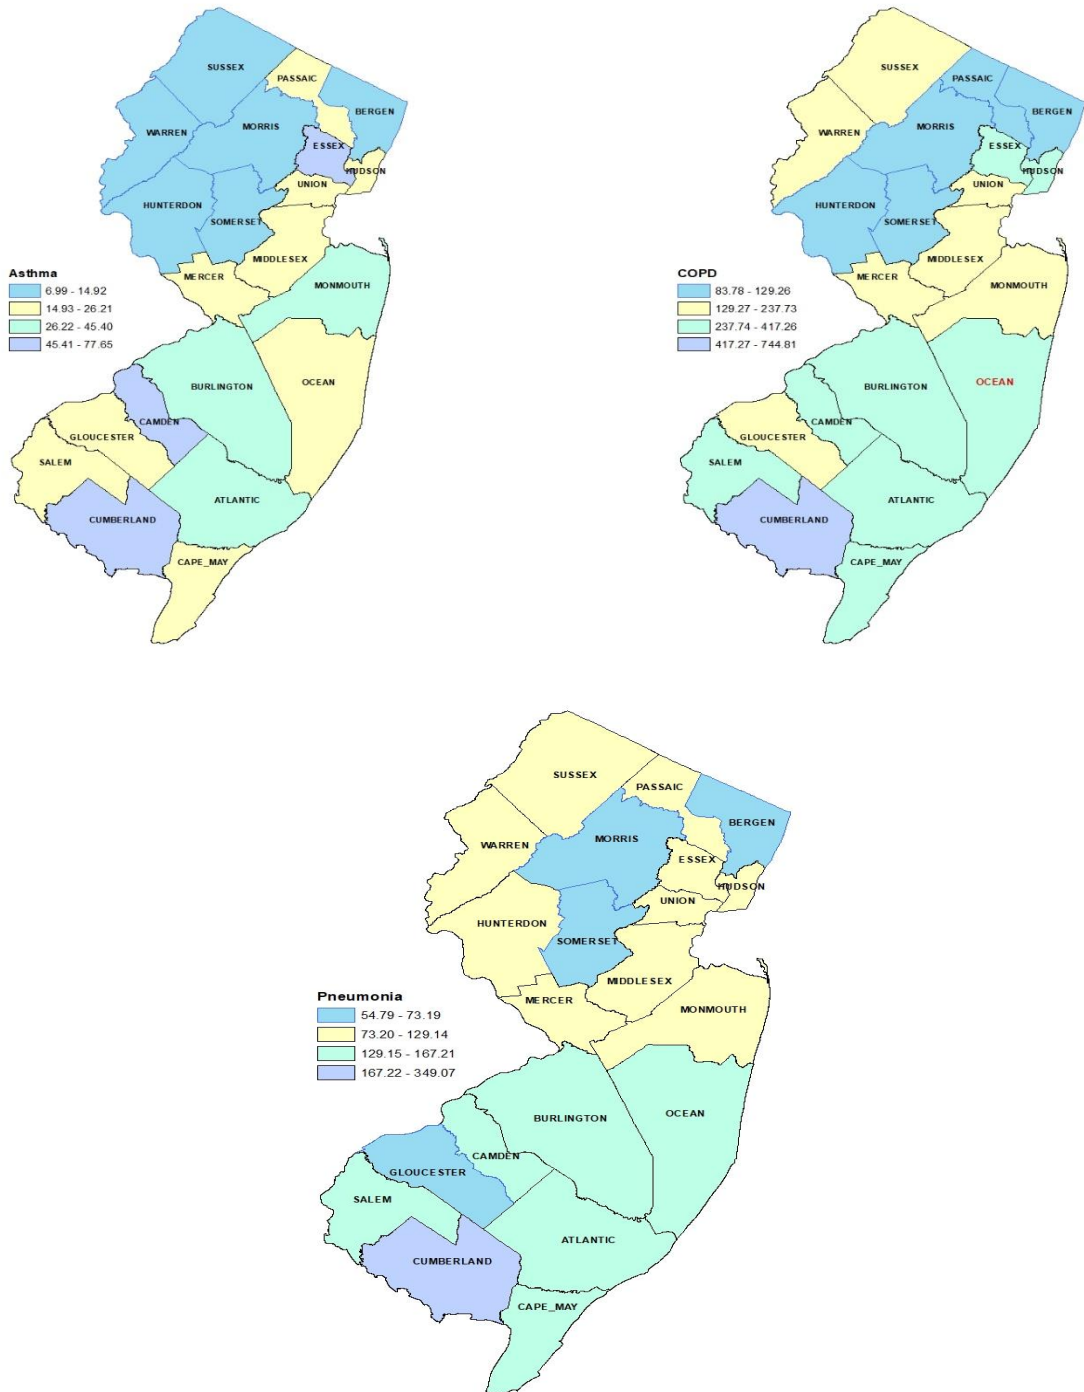 SUSSEX
PASSAIC
BERGEN
WARREN
MORRIS
ESSEX
HUDSON
UNION
HUNTERDON
SOMERSET
MIDDLESEX
MERCER
MONMOUTH
Asthma
6.99 - 14.92
14.93 - 26.21
26.22 - 45.40
45.41 - 77.65
OCEAN
BURLINGTON
CAMDEN
GLOUCESTER
SALEM
ATLANTIC
CUMBERLAND
CAPE_MAY
SUSSEX
PASSAIC
BERGEN
WARREN
MORRIS
ESSEX
HUDSON
UNION
HUNTERDON
SOMERSET
MIDDLESEX
MERCER
MONMOUTH
COPD
83.78 - 129.26
129.27 - 237.73
237.74 - 417.26
417.27 - 744.81
OCEAN
BURLINGTON
CAMDEN
GLOUCESTER
SALEM
ATLANTIC
CUMBERLAND
CAPE_MAY
SUSSEX
PASSAIC
BERGEN
MORRIS
WARREN
ESSEX
HUDSON
UNION
HUNTERDON
SOMERSET
MIDDLESEX
MERCER
MONMOUTH
Pneumonia
54.79 - 73.19
73.20 - 129.14
129.15 - 167.21
167.22 - 349.07
OCEAN
BURLINGTON
CAMDEN
GLOUCESTER
SALEM
ATLANTIC
CUMBERLAND
CAPE_MAY